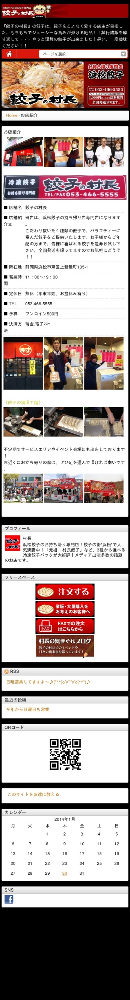 浜松餃子お持ち帰り専門店
餃子の村長
『餃子の村長』の餃子は、餃子をこよなく愛する店主が目指し
た、もちもちでジューシーな旨みが弾ける絶品！！試行錯誤を繰
り返して・・・やっと理想の餃子が出来ました！是非、一度賞味
ください！！
ページを選択
ビンビン
餃子の村長
お持ち帰り専門店
浜松餃子
053-466-5555
3,000円以上ご注文で送料無料
全国発送承ります。
Home › お店紹介
お店紹介
冷凍餃子
お持ち帰り専門店
餃子の村長
TEL/FAX 053-466-5555
■ 店舗名 餃子の村長
■ 店舗紹介文 当店は、浜松餃子の持ち帰り店専門店になります
。
こだわり抜いた４種類の餃子で、バラエティーに
富んだ餃子をご提供いたします。お子様からご年
配の方まで、皆様に喜ばれる餃子を是非お試し下
さい。全国発送も賜ってますのでお気軽にどうぞ
！！
■ 所在地 静岡県浜松市東区上新屋町135-1
■ 営業時間 11：00〜19：00
■ 定休日 無休（年末年始、お盆休み有り）
■ TEL 053-466-5555
■ 予算 ワンコイン500円
■ 決済方法 現金,電子ﾏﾈｰ
村
【餃子の調理工程】
不定期でサービスエリアやイベント会場にも出店しております
！
お近くにお立ち寄りの際は、ぜひ足を運んで頂ければ幸いです
。
プロフィール
餃子の村長
村長
浜松餃子のお持ち帰り専門店！餃子の街"浜松"で人
気沸騰中！「元祖　村長餃子」など、3種から選べる
冷凍餃子パックが大好評！メディア出演多数の話題
のお店です。
フリースペース
注文する
業販・大量購入を
お考えのお客様へ
FAX
FAXでの注文
はこちらから
村長の気まぐれブログ
餃子の村長でのイベントや
日々の出来事を綴っています！
RSS
日曜営業してますよ〜♪(*^^)o∀*∀o(^^*)♪
最近の投稿
今年から日曜日も営業
QRコード
このサイトを友達に教える
カレンダー
2014年1月
月 火 水 木 金 土 日
1 2 3 4 5
6 7 8 9 10 11 12
13 14 15 16 17 18 19
20 21 22 23 24 25 26
27 28 29 30 31
SNS